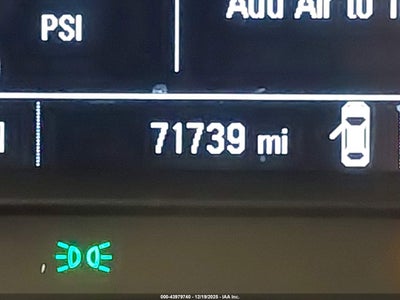 Add Air to
PSI
71739 mi
000-43979740 - 12/19/2025 - IAA Inc.